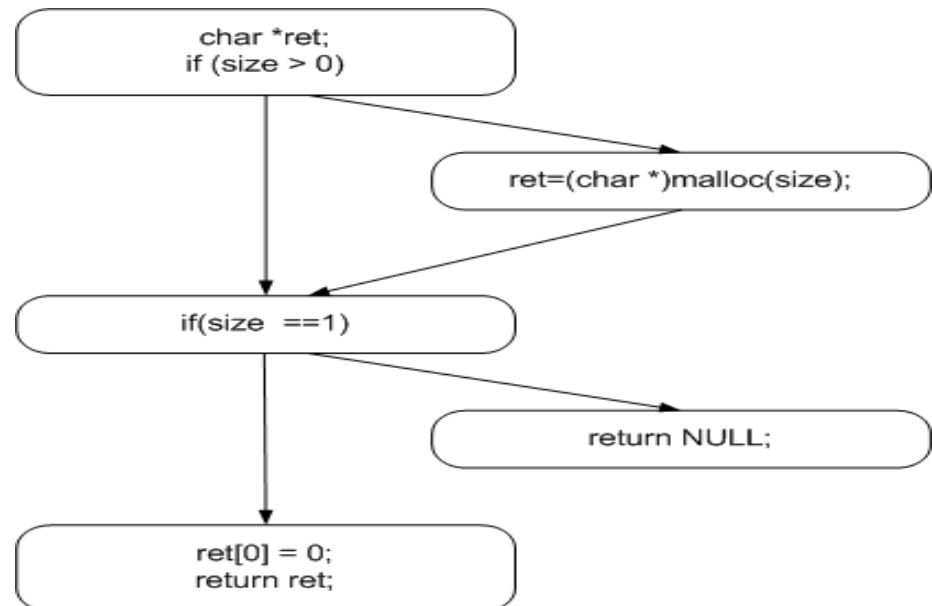 char *ret;
if (size > 0)
ret=(char *)malloc(size);
if(size ==1)
return NULL;
ret[0] = 0;
return ret;